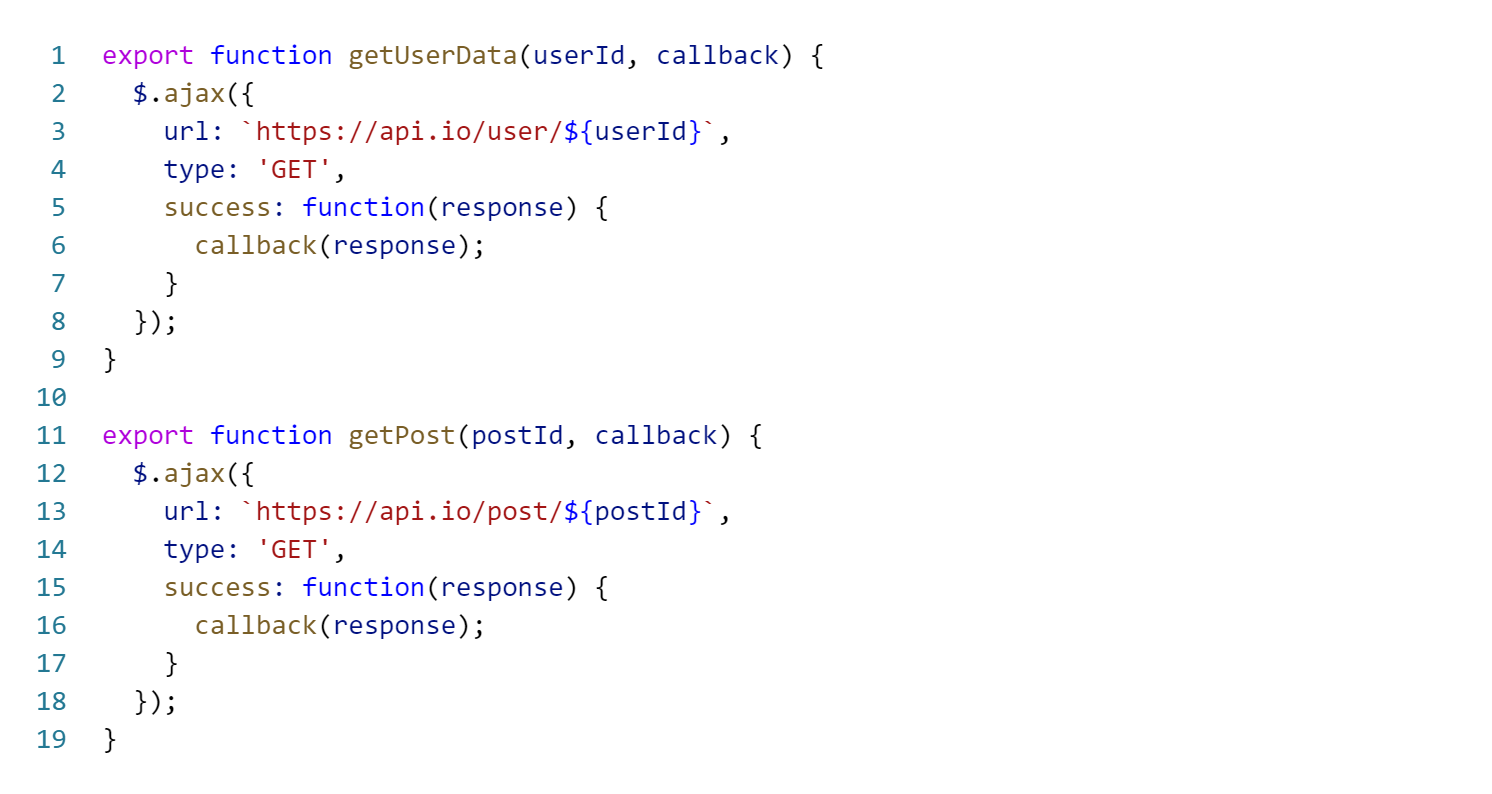 1 export function getUserData(userId, callback) {
2   $.ajax({
3     url: `https://api.io/user/${userId}`,
4     type: 'GET',
5     success: function(response) {
6       callback(response);
7     }
8   });
9 }
10
11 export function getPost(postId, callback) {
12   $.ajax({
13     url: `https://api.io/post/${postId}`,
14     type: 'GET',
15     success: function(response) {
16       callback(response);
17     }
18   });
19 }